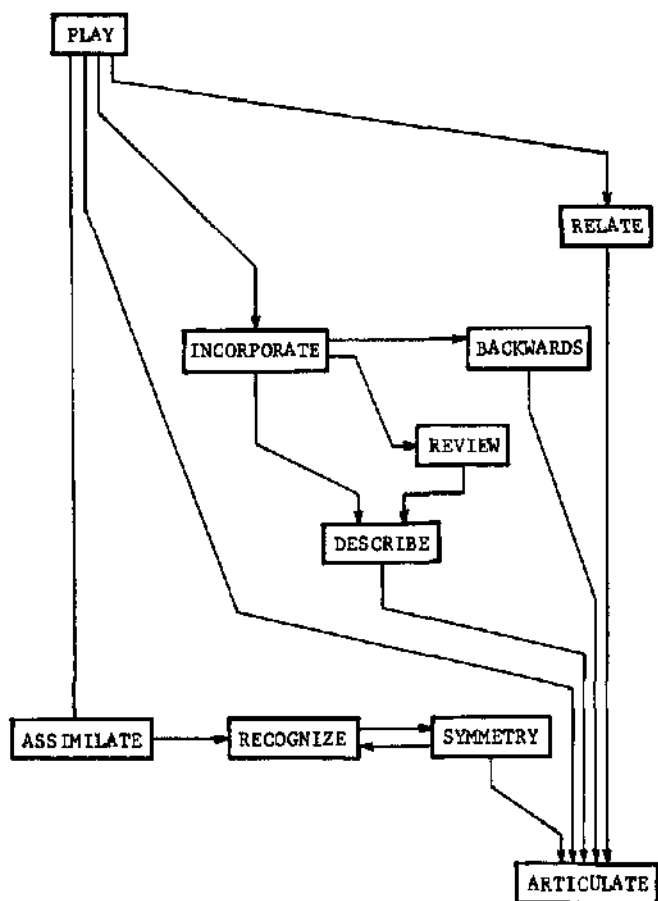 PLAY
RELATE
INCORPORATE
BACKWARDS
REVIEW
DESCRIBE
ASSIMILATE
RECOGNIZE
SYMMETRY
ARTICULATE